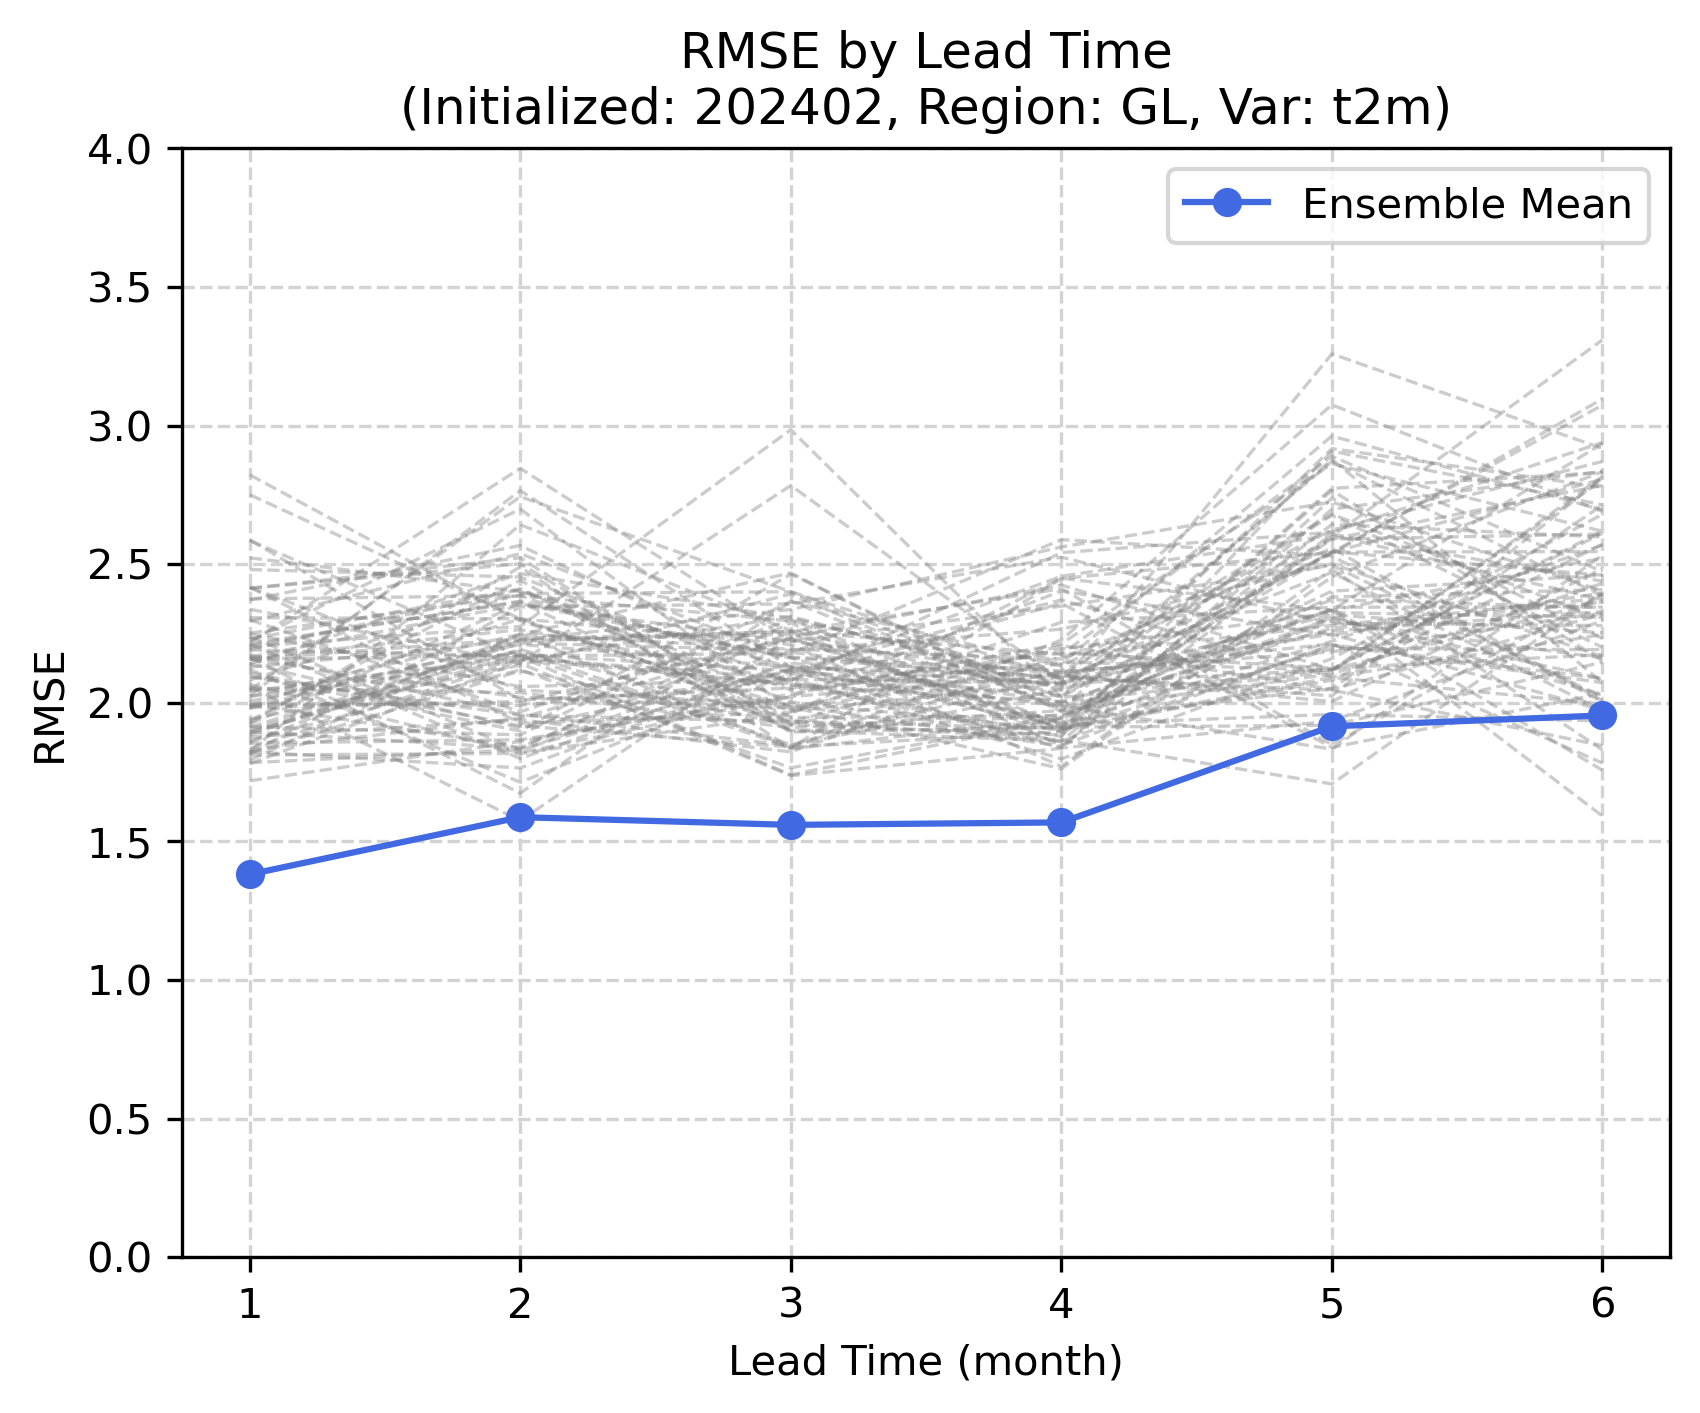 RMSE by Lead Time
(Initialized: 202402, Region: GL, Var: t2m)
Ensemble Mean
4.0
3.5
3.0
2.5
2.0
1.5
1.0
0.5
0.0
RMSE
1 2 3 4 5 6
Lead Time (month)